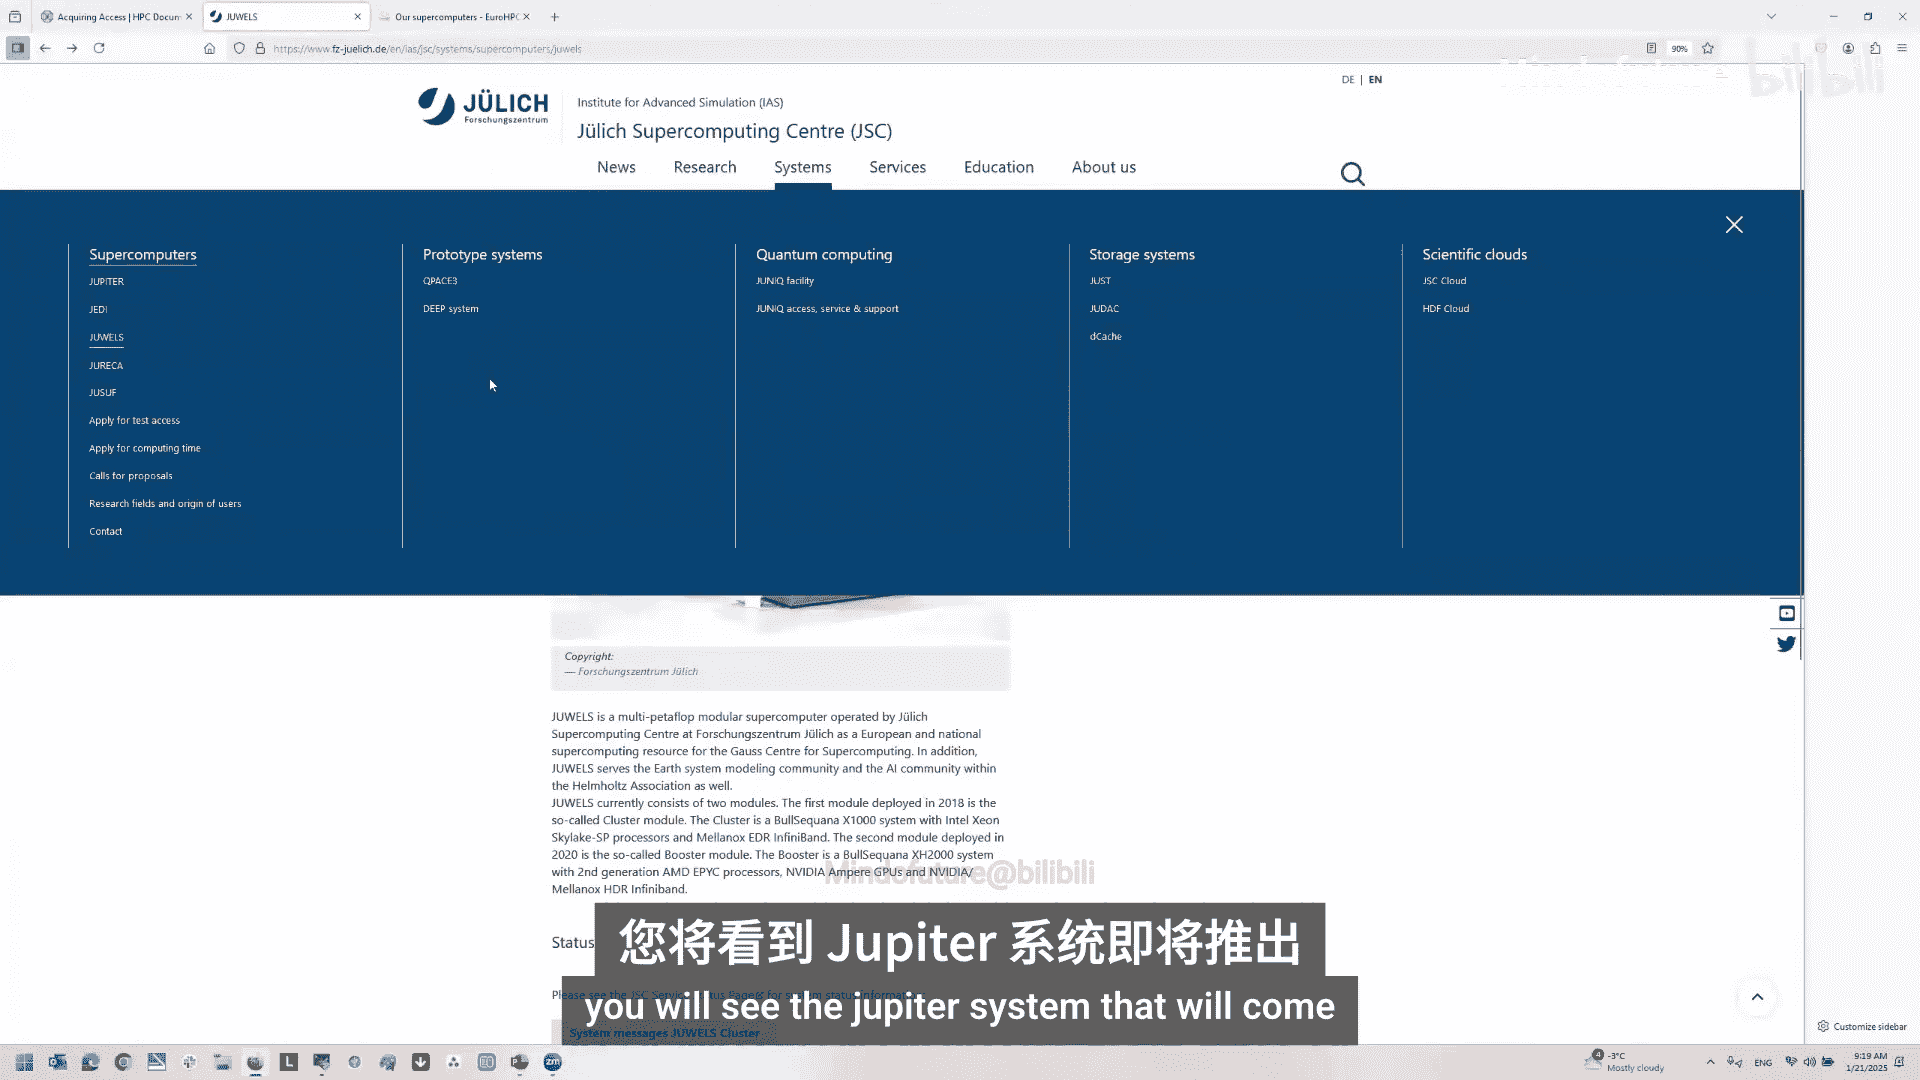 Acquiring Access | HPC Docum
JUWELS
Our supercomputers - EuroHPC
https://www.fz-juelich.de/en/ias/jsc/systems/supercomputers/juwels
90%
bilibili
DE | EN
JÜLICH
Forschungszentrum
Institute for Advanced Simulation (IAS)
Jülich Supercomputing Centre (JSC)
News
Research
Systems
Services
Education
About us
Supercomputers
JUPITER
JEDI
JUWELS
JURECA
JUSUF
Apply for test access
Apply for computing time
Calls for proposals
Research fields and origin of users
Contact
Prototype systems
QPACE3
DEEP system
Quantum computing
JUNIQ facility
JUNIQ access, service & support
Storage systems
JUST
JUDAC
dCache
Scientific clouds
JSC Cloud
HDF Cloud
Copyright:
— Forschungszentrum Jülich
JUWELS is a multi-petaflop modular supercomputer operated by Jülich
Supercomputing Centre at Forschungszentrum Jülich as a European and national
supercomputing resource for the Gauss Centre for Supercomputing. In addition,
JUWELS serves the Earth system modeling community and the AI community within
the Helmholtz Association as well.
JUWELS currently consists of two modules. The first module deployed in 2018 is the
so-called Cluster module. The Cluster is a BullSequana X1000 system with Intel Xeon
Skylake-SP processors and Mellanox EDR InfiniBand. The second module deployed in
2020 is the so-called Booster module. The Booster is a BullSequana XH2000 system
with 2nd generation AMD EPYC processors, NVIDIA Ampere GPUs and NVIDIA/
Mellanox HDR Infiniband.
Mindofuture@bilibili
Status
您将看到 Jupiter 系统即将推出
you will see the jupiter system that will come
System messages JUWELS Cluster
Customize sidebar
4
-3°C
Mostly cloudy
ENG
9:19 AM
1/21/2025